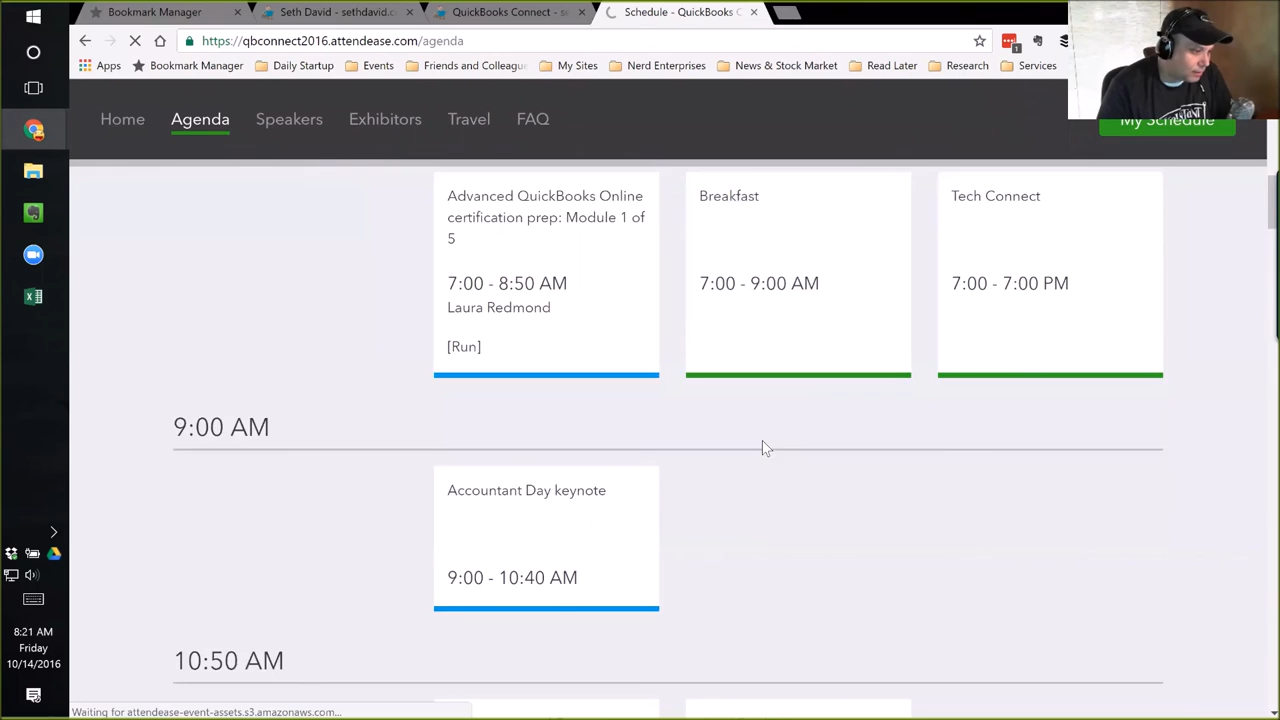 Bookmark Manager
Seth David - sethdavid.c
QuickBooks Connect - se
Schedule - QuickBooks C
https://qbconnect2016.attendease.com/agenda
1
Apps
Bookmark Manager
Daily Startup
Events
Friends and Colleagu
My Sites
Nerd Enterprises
News & Stock Market
Read Later
Research
Services
Home
Agenda
Speakers
Exhibitors
Travel
FAQ
My Schedule
Advanced QuickBooks Online
certification prep: Module 1 of
5
7:00 - 8:50 AM
Laura Redmond
[Run]
Breakfast
7:00 - 9:00 AM
Tech Connect
7:00 - 7:00 PM
9:00 AM
Accountant Day keynote
9:00 - 10:40 AM
10:50 AM
8:21 AM
Friday
10/14/2016
Waiting for attendease-event-assets.s3.amazonaws.com...